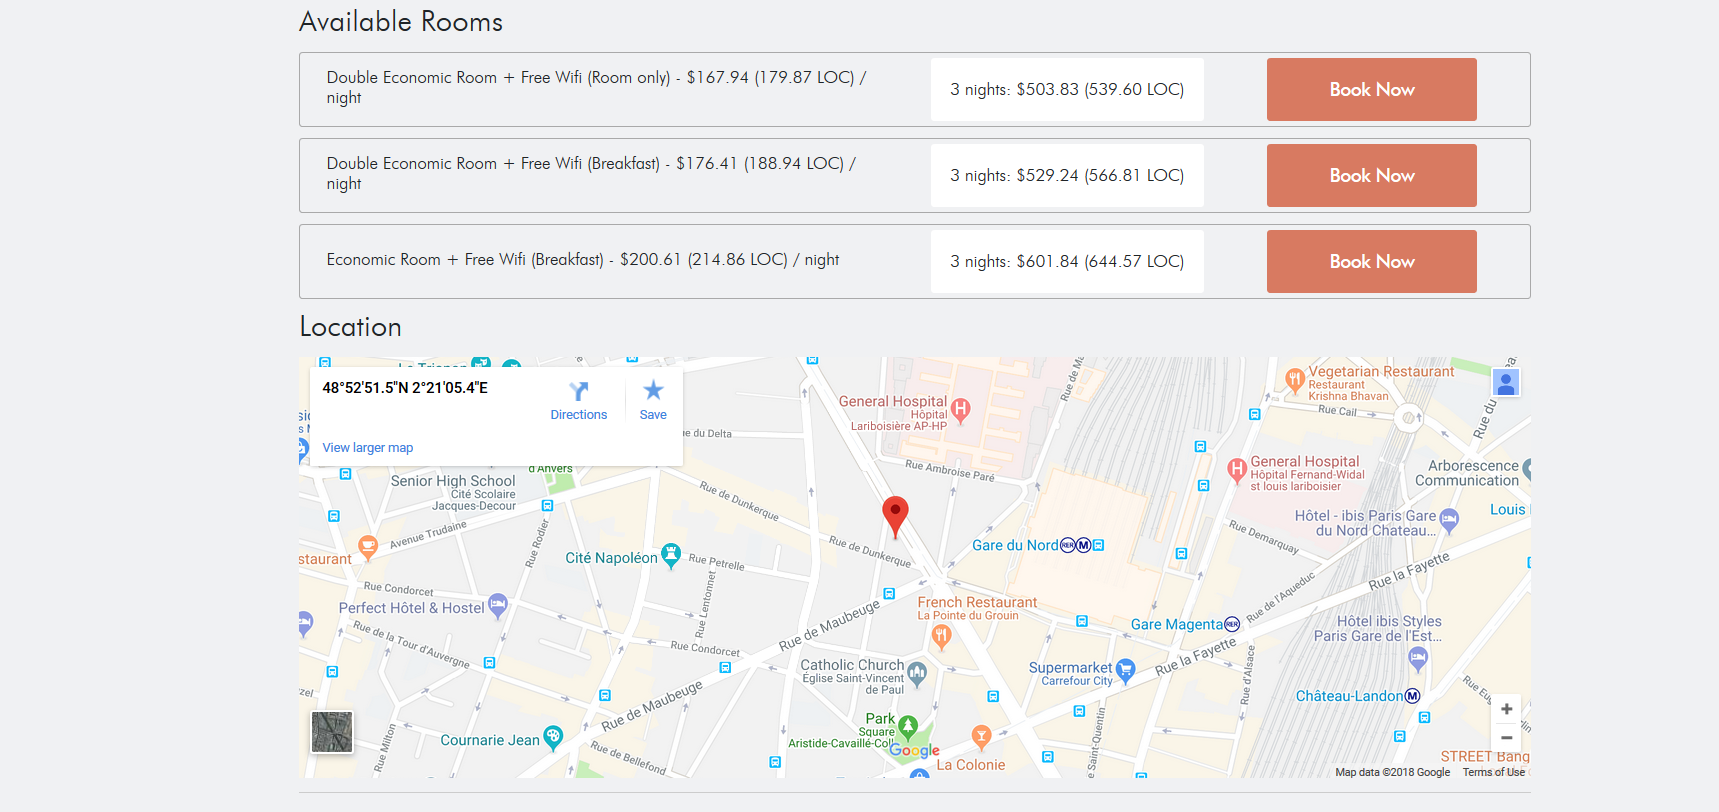 Available Rooms
Double Economic Room + Free Wifi (Room only) - $167.94 (179.87 LOC) /
night
3 nights: $503.83 (539.60 LOC)
Book Now
Double Economic Room + Free Wifi (Breakfast) - $176.41 (188.94 LOC) /
night
3 nights: $529.24 (566.81 LOC)
Book Now
Economic Room + Free Wifi (Breakfast) - $200.61 (214.86 LOC) / night
3 nights: $601.84 (644.57 LOC)
Book Now
Location
48°52'51.5"N 2°21'05.4"E
Directions
Save
View larger map
ue du Delta
d'Anvers
General Hospital
Hôpital
Lariboisière AP-HP
Rue Ambroise Paré
Rue de Ma
Vegetarian Restaurant
Restaurant
Krishna Bhavan
Rue Cail
Rue du
General Hospital
Hôpital Fernand-Widal
st louis lariboisier
Arborescence
Communication
Senior High School
Cité Scolaire
Jacques-Decour
Avenue Trudaine
Rue Rodier
Rue de Dunkerque
Rue de Dunkerque
Hôtel - ibis Paris Gare
du Nord Chateau...
Louis
Rue Demarquay
Gare du Nord
RER
M
staurant
Cité Napoléon
Rue Petrelle
Rue Lentonnet
Rue Condorcet
Perfect Hôtel & Hostel
Rue de la Tour d'Auvergne
Rue Condorcet
Rue de Maubeuge
French Restaurant
La Pointe du Grouin
Rue de l'Aqueduc
Rue la Fayette
Gare Magenta
RER
Hôtel ibis Styles
Paris Gare de l'Est...
Rue la Fayette
Rue d'Alsace
Catholic Church
Église Saint-Vincent
de Paul
Supermarket
Carrefour City
Château-Landon
M
zel
Rue de Maubeuge
Rue Milton
Cournarie Jean
Rue de Bellefond
Park
Square
Aristide-Cavaillé-Coll
Google
La Colonie
e Saint-Quentin
STREET Bang
Map data ©2018 Google
Terms of Use